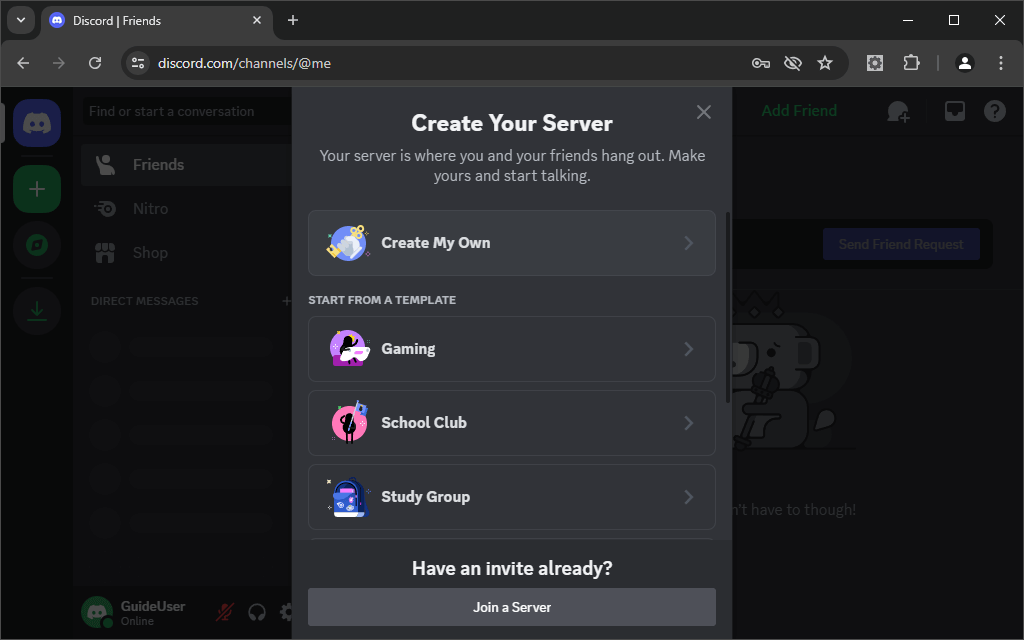 Discord | Friends
discord.com/channels/@me
Find or start a conversation
Friends
Nitro
Shop
DIRECT MESSAGES
GuideUser
Online
Add Friend
Send Friend Request
n't have to though!
Create Your Server
Your server is where you and your friends hang out. Make
yours and start talking.
Create My Own
START FROM A TEMPLATE
Gaming
School Club
Study Group
Have an invite already?
Join a Server